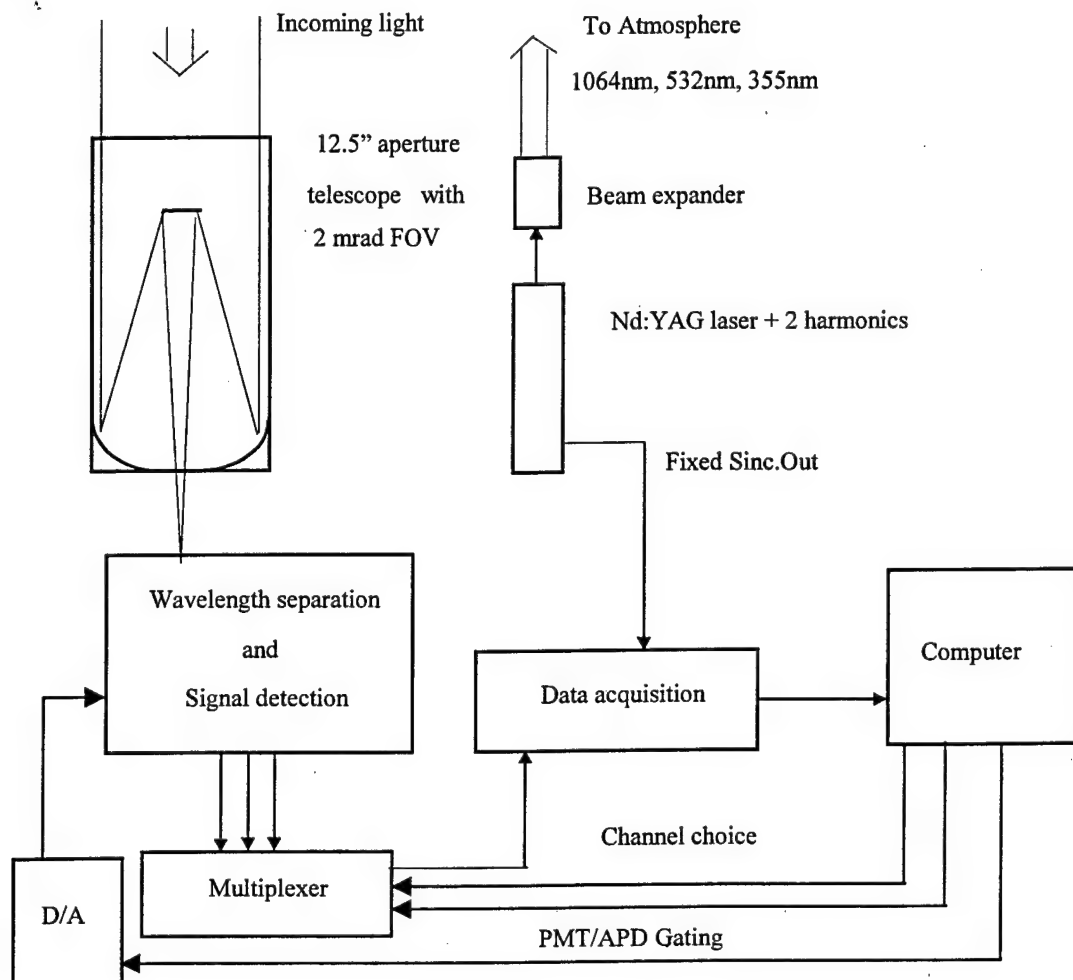 Incoming light
To Atmosphere
1064nm, 532nm, 355nm
12.5” aperture
telescope with
2 mrad FOV
Beam expander
Nd:YAG laser + 2 harmonics
Fixed Sinc.Out
Wavelength separation
and
Signal detection
Data acquisition
Computer
Channel choice
Multiplexer
D/A
PMT/APD Gating